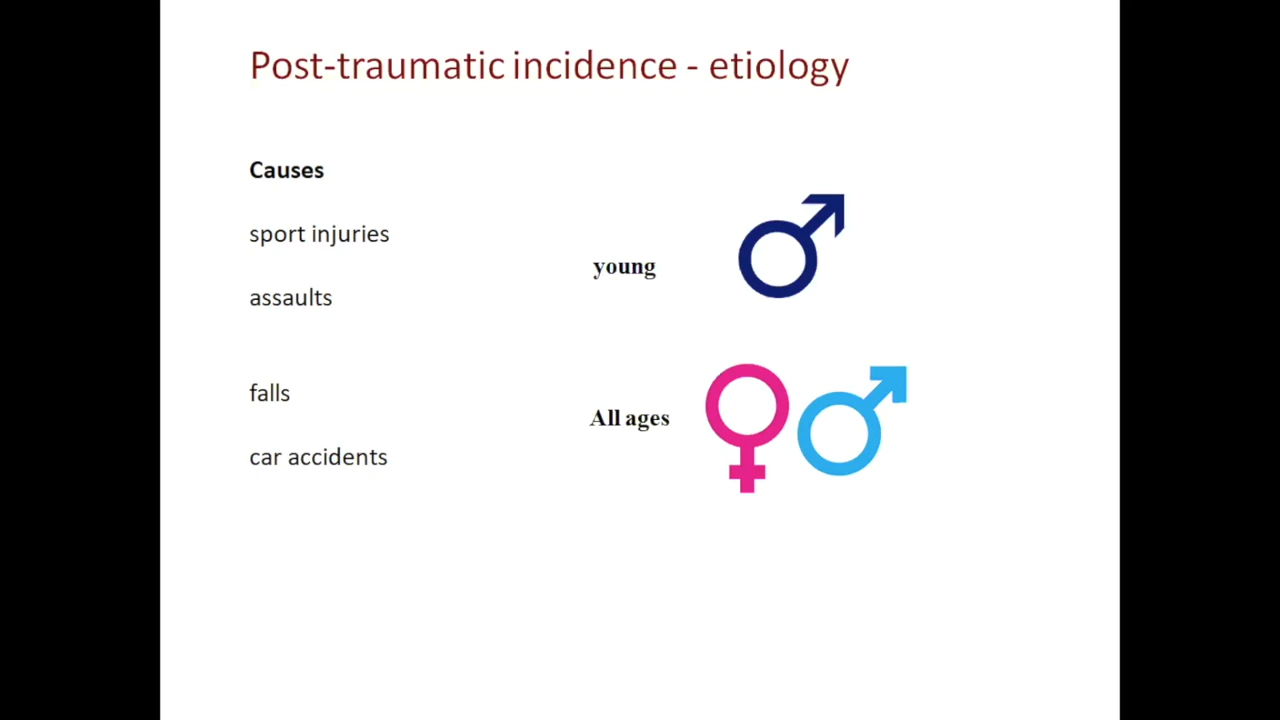 Post-traumatic incidence - etiology
Causes
sport injuries
young
assaults
falls
All ages
car accidents